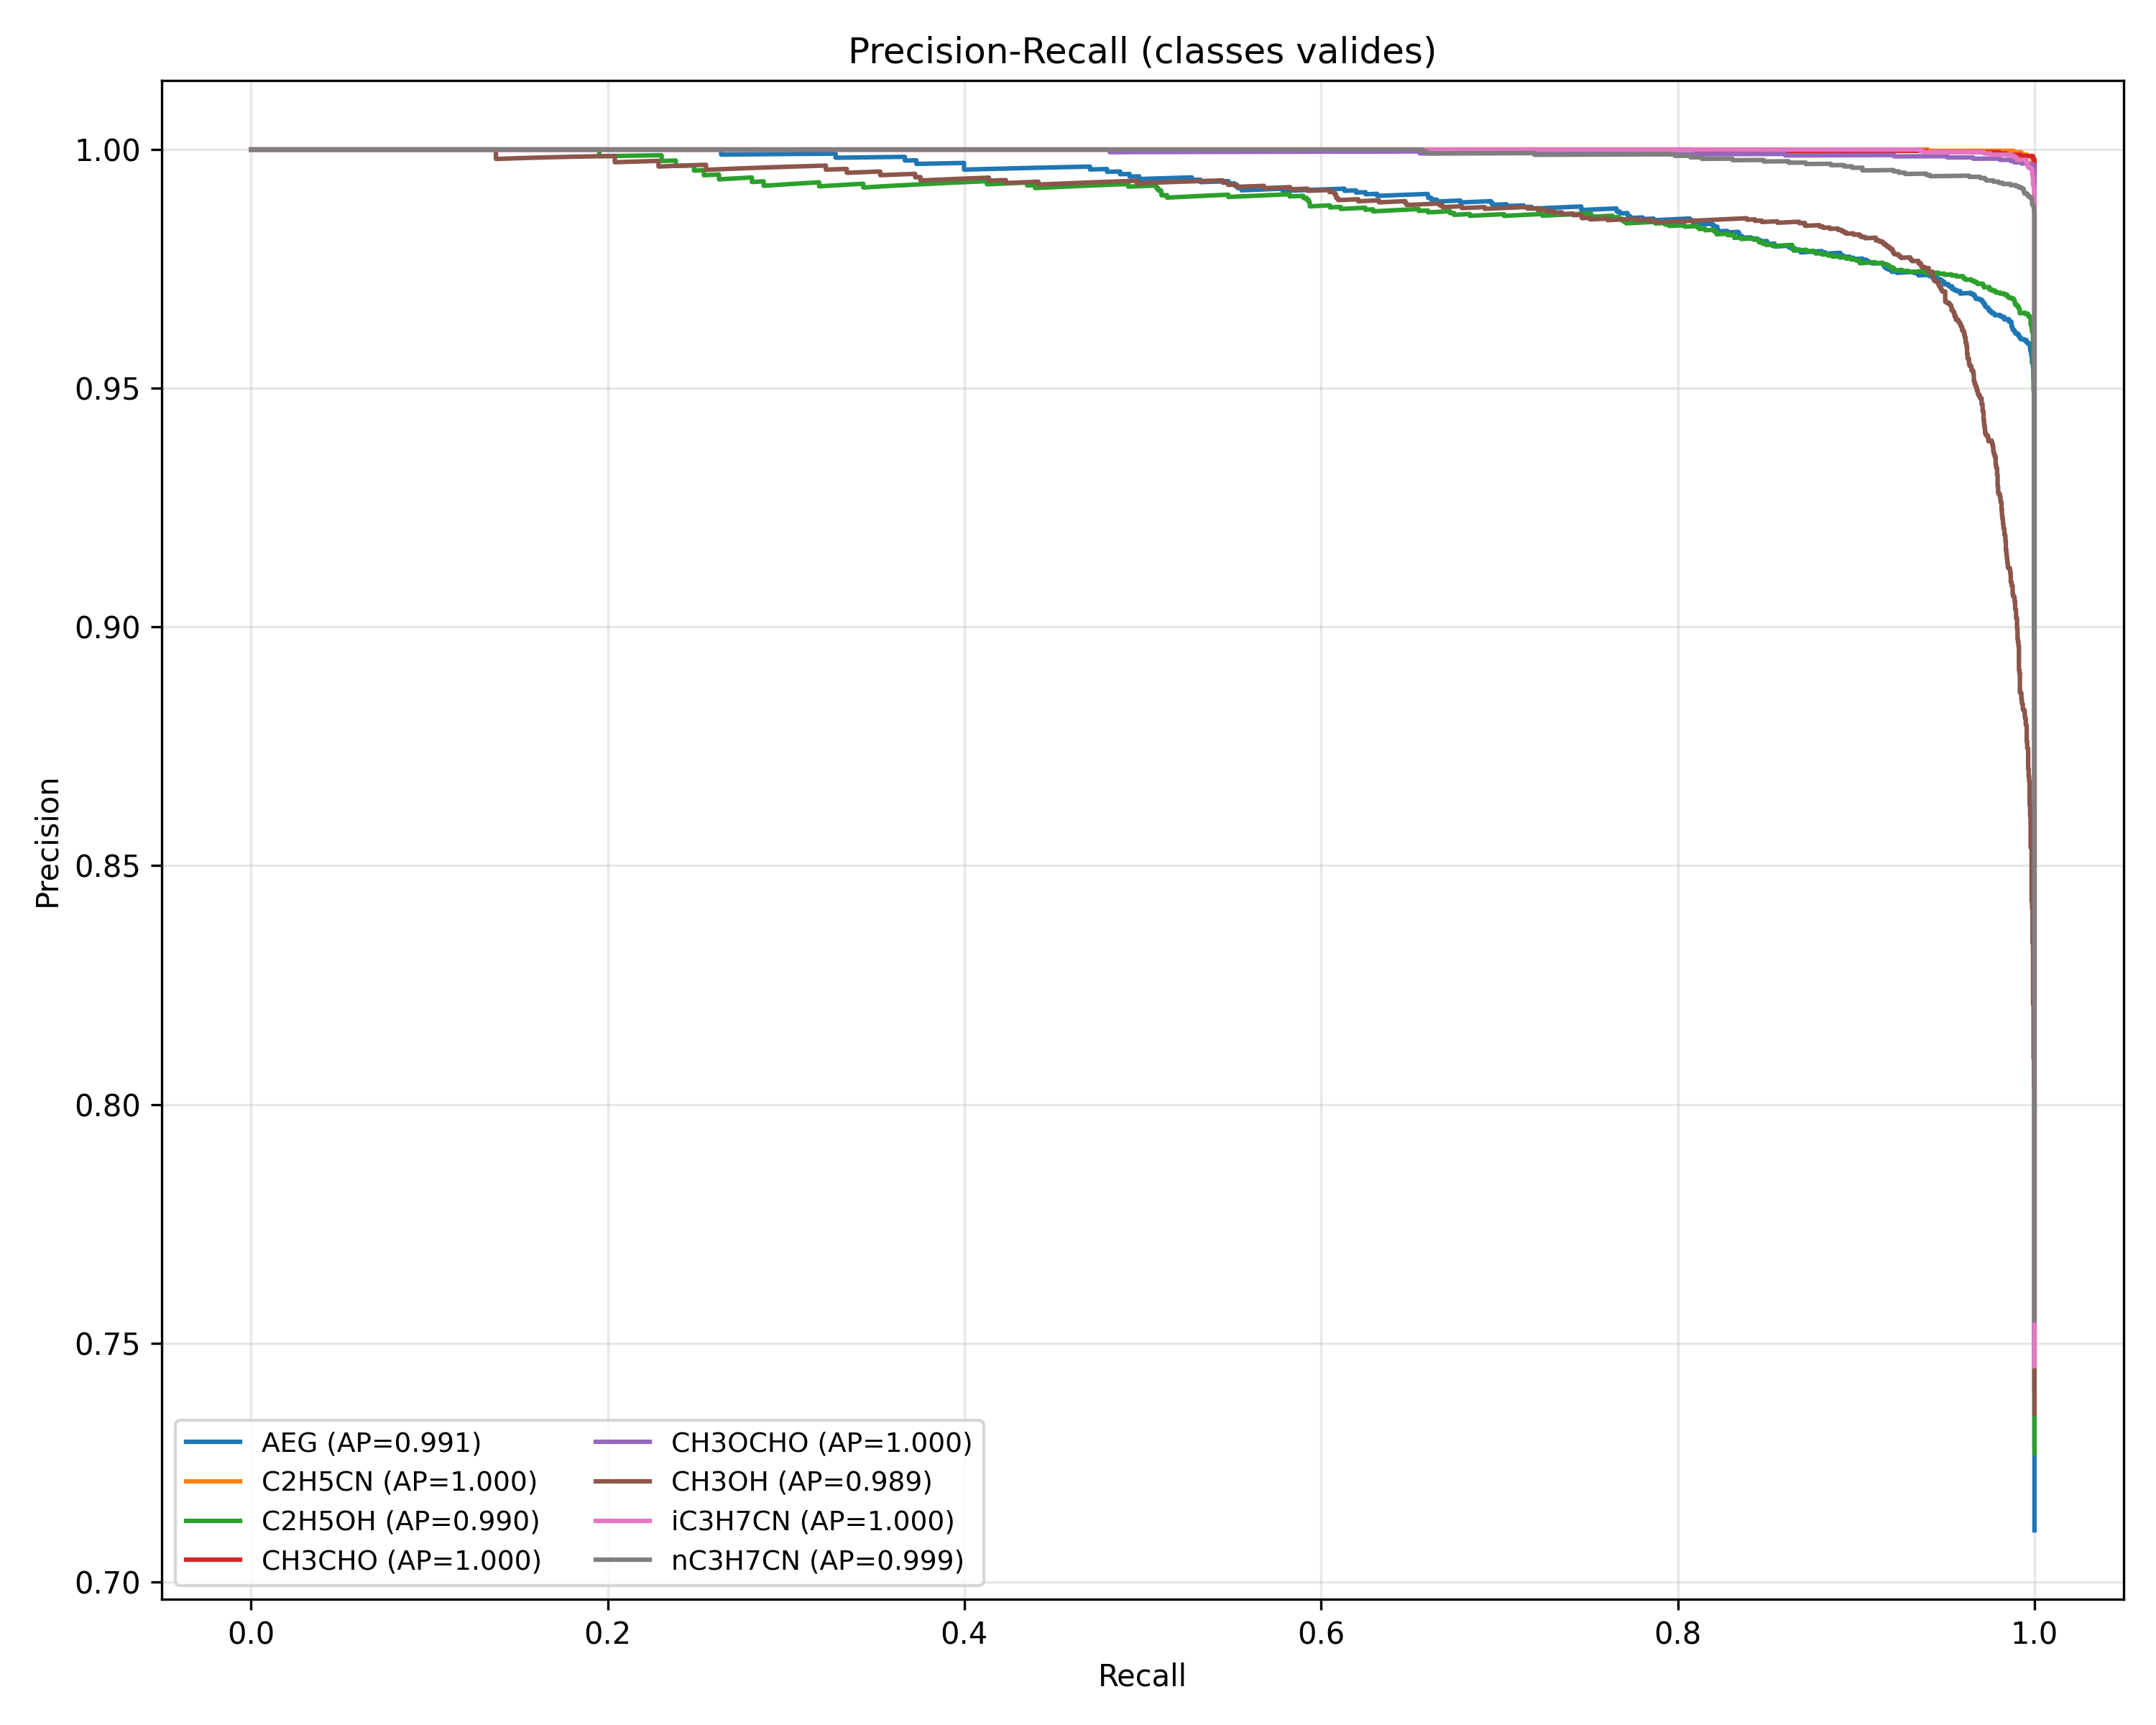 Precision-Recall (classes valides)
1.00
0.95
0.90
0.85
0.80
0.75
0.70
Precision
AEG (AP=0.991)
C2H5CN (AP=1.000)
C2H5OH (AP=0.990)
CH3CHO (AP=1.000)
CH3OCHO (AP=1.000)
CH3OH (AP=0.989)
iC3H7CN (AP=1.000)
nC3H7CN (AP=0.999)
0.0 0.2 0.4 0.6 0.8 1.0
Recall